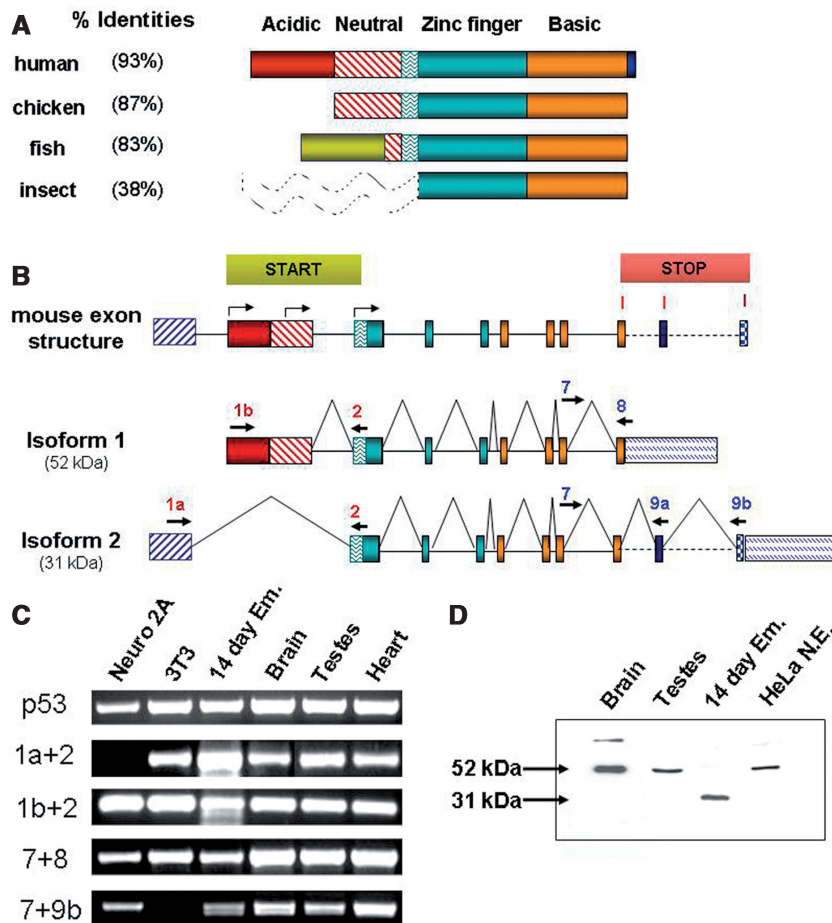 A
% Identities
Acidic Neutral Zinc finger Basic
human (93%)
chicken (87%)
fish (83%)
insect (38%)
B
START STOP
mouse exon
structure
1b 2 7 8
Isoform 1
(52 kDa)
1a 2 7 9a 9b
Isoform 2
(31 kDa)
C
Neuro 2A 3T3 14 day Em. Brain Testes Heart
p53
1a+2
1b+2
7+8
7+9b
D
Brain Testes 14 day Em. HeLa N.E.
52 kDa
31 kDa